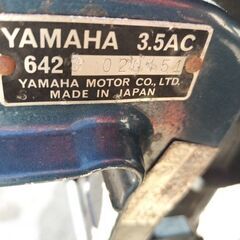 YAMAHA 3.5AC
642
YAMAHA MOTOR CO., LTD.
MADE IN JAPAN